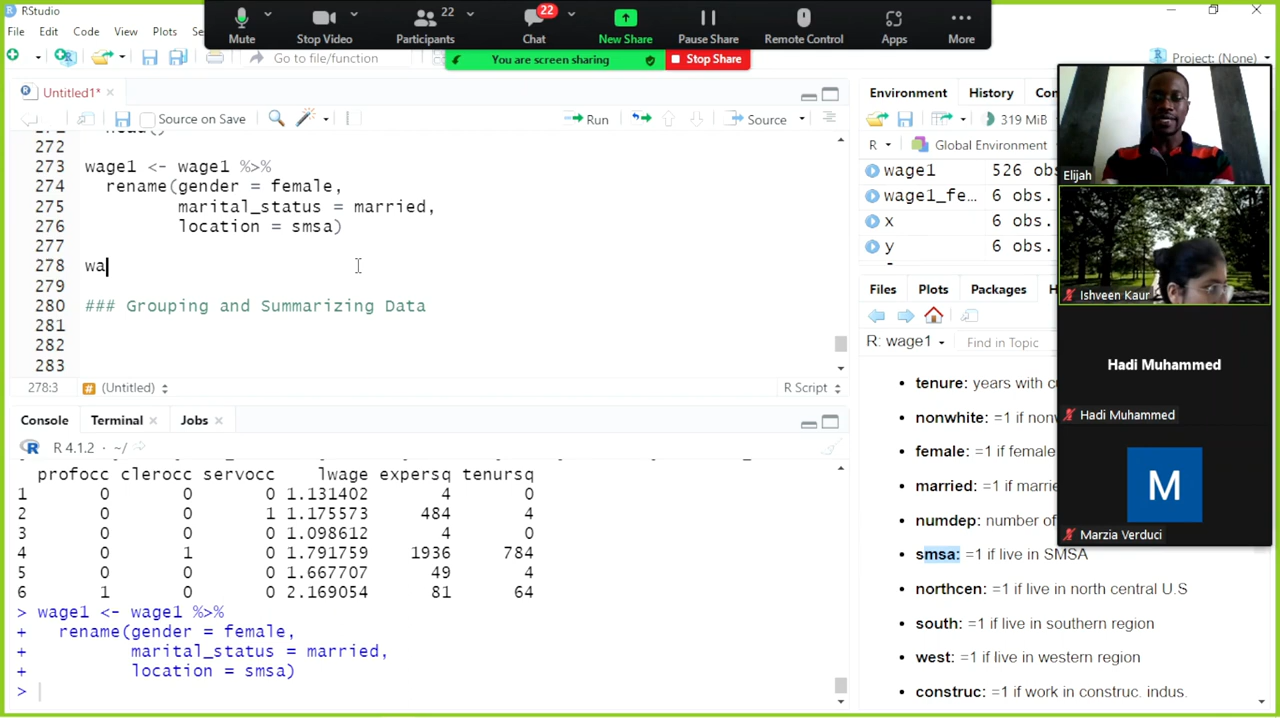 RStudio
22
22
Mute
Stop Video
Participants
Chat
New Share
Pause Share
Remote Control
Apps
More
You are screen sharing
Stop Share
File Edit Code View Plots
Go to file/function
Project: (None)
Untitled1*
Source on Save
Run
Source
272
273 wage1 <- wage1 %>%
274 rename(gender = female,
275 marital_status = married,
276 location = smsa)
277
278 wa
279
280 ### Grouping and Summarizing Data
281
282
283
278:3 (Untitled) R Script
Console Terminal Jobs
R 4.1.2 · ~/
profocc clerocc servocc lwage expersq tenursq
1 0 0 0 1.131402 4 0
2 0 0 1 1.175573 484 4
3 0 0 0 1.098612 4 0
4 0 1 0 1.791759 1936 784
5 0 0 0 1.667707 49 4
6 1 0 0 2.169054 81 64
> wage1 <- wage1 %>%
+ rename(gender = female,
+ marital_status = married,
+ location = smsa)
>
Environment History
319 MiB
R Global Environment
wage1 526 obs.
wage1_fe… 6 obs.
x 6 obs.
y 6 obs.
Files Plots Packages
R: wage1 Find in Topic
tenure: years with
nonwhite: =1 if
female: =1 if female
married: =1 if
numdep: number of
smsa: =1 if live in SMSA
northcen: =1 if live in north central U.S
south: =1 if live in southern region
west: =1 if live in western region
construc: =1 if work in construc. indus.
Elijah
Ishveen Kaur
Hadi Muhammed
Hadi Muhammed
M
Marzia Verduci